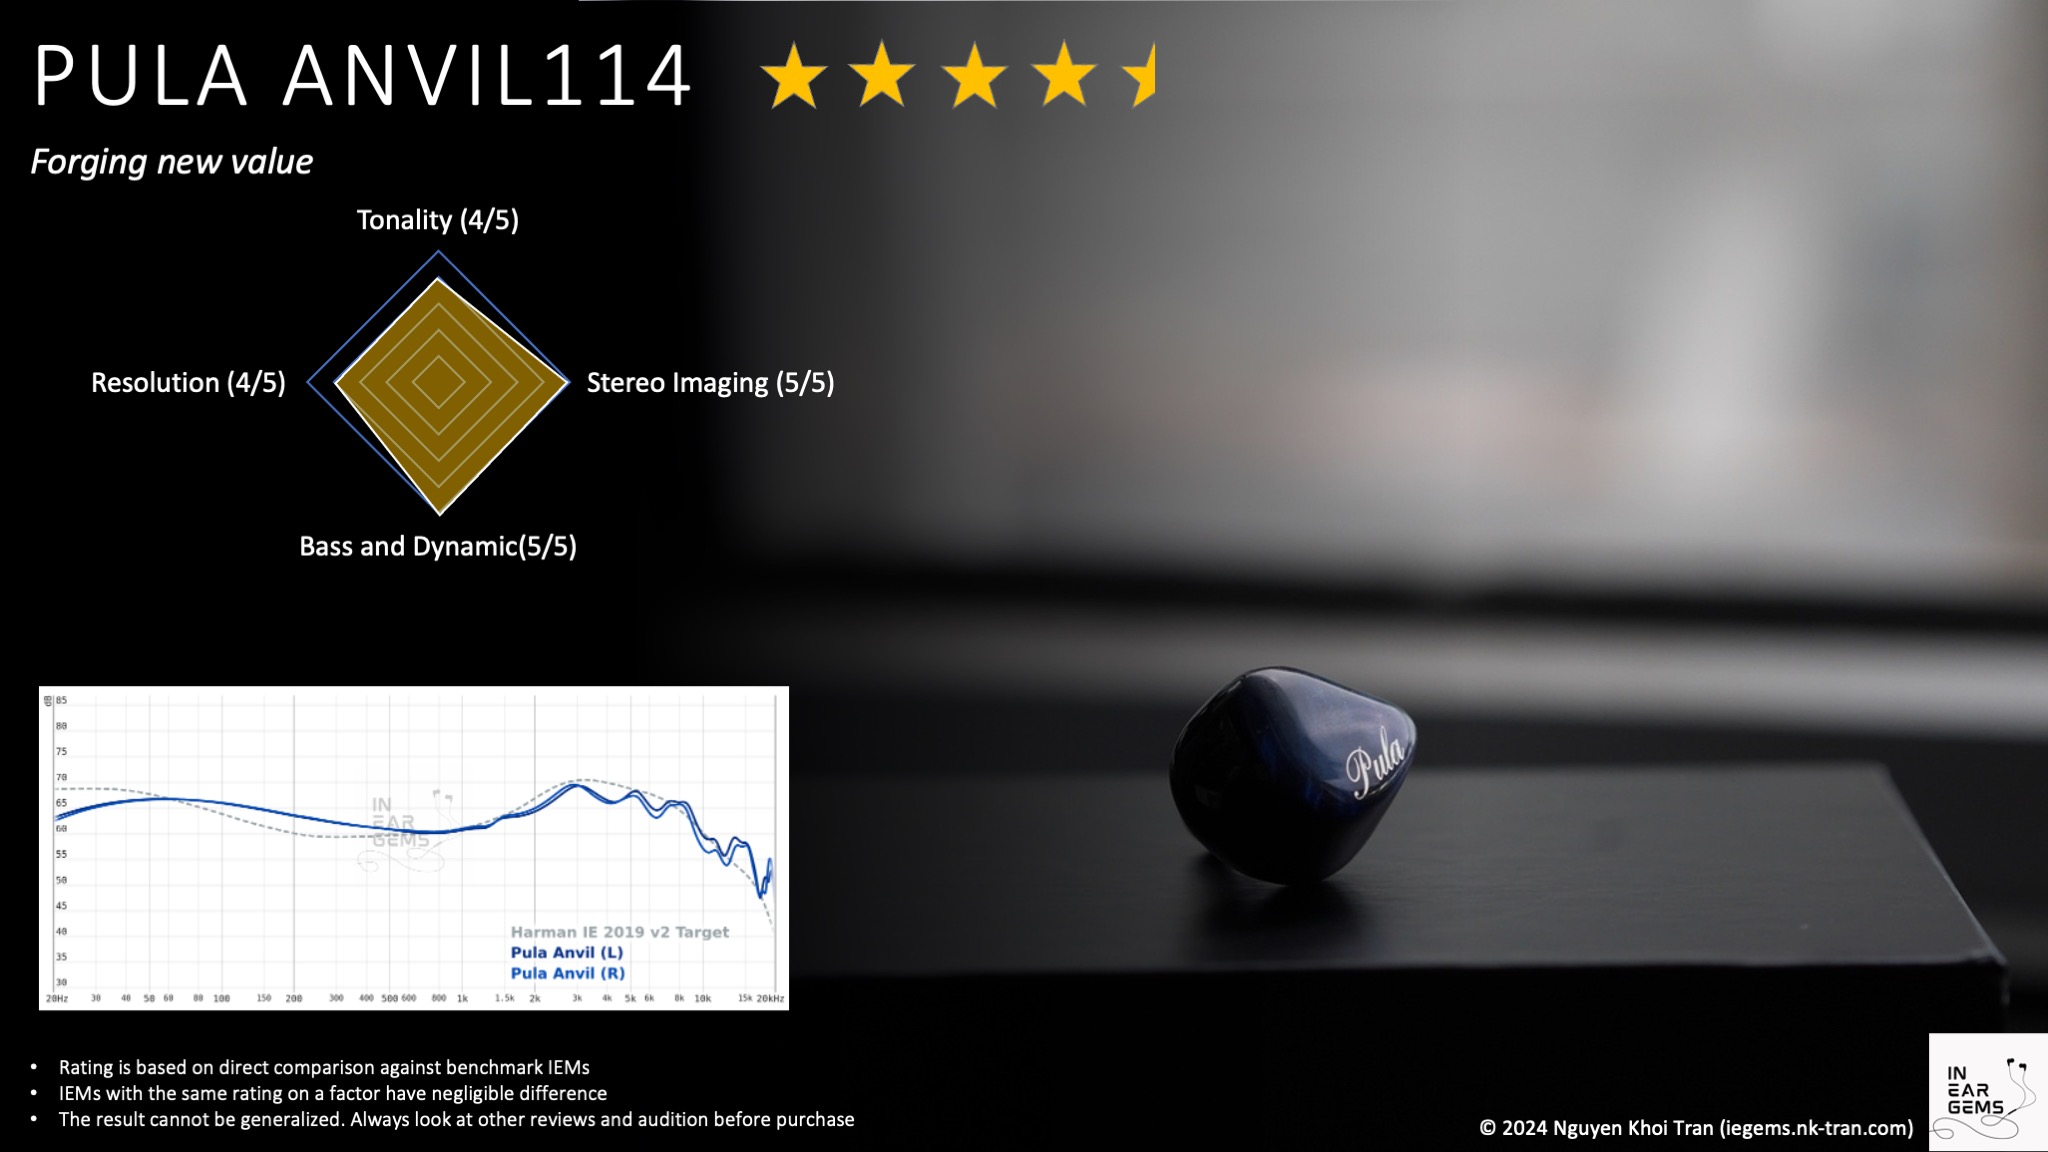 PULA ANVIL114
Forging new value
Tonality (4/5)
Resolution (4/5)
Stereo Imaging (5/5)
Bass and Dynamic(5/5)
Pula
dB
85
80
75
70
65
60
55
50
45
40
35
30
IN
EAR
GEMS
Harman IE 2019 v2 Target
Pula Anvil (L)
Pula Anvil (R)
20Hz 30 40 50 60 80 100 150 200 300 400 500 600 800 1k 1.5k 2k 3k 4k 5k 6k 8k 10k 15k 20kHz
• Rating is based on direct comparison against benchmark IEMs
• IEMs with the same rating on a factor have negligible difference
• The result cannot be generalized. Always look at other reviews and audition before purchase
© 2024 Nguyen Khoi Tran (iegems.nk-tran.com)
IN
EAR
GEMS